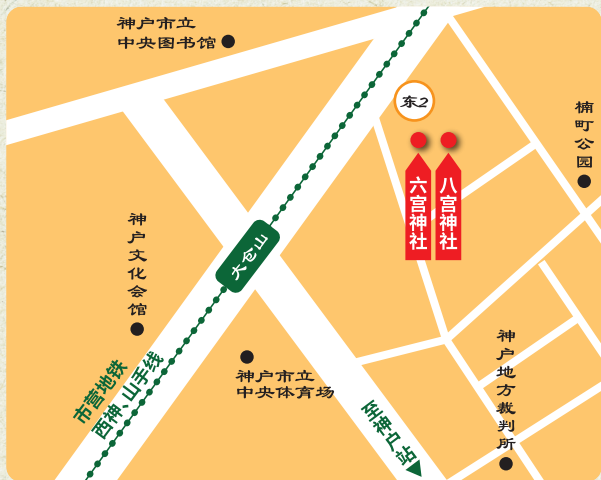 神户市立
中央图书馆
东2
楠町公园
六宫神社
八宫神社
神户文化会馆
大仓山
市营地铁
西神、山手线
神户市立
中央体育场
至神户站
神户地方裁判所